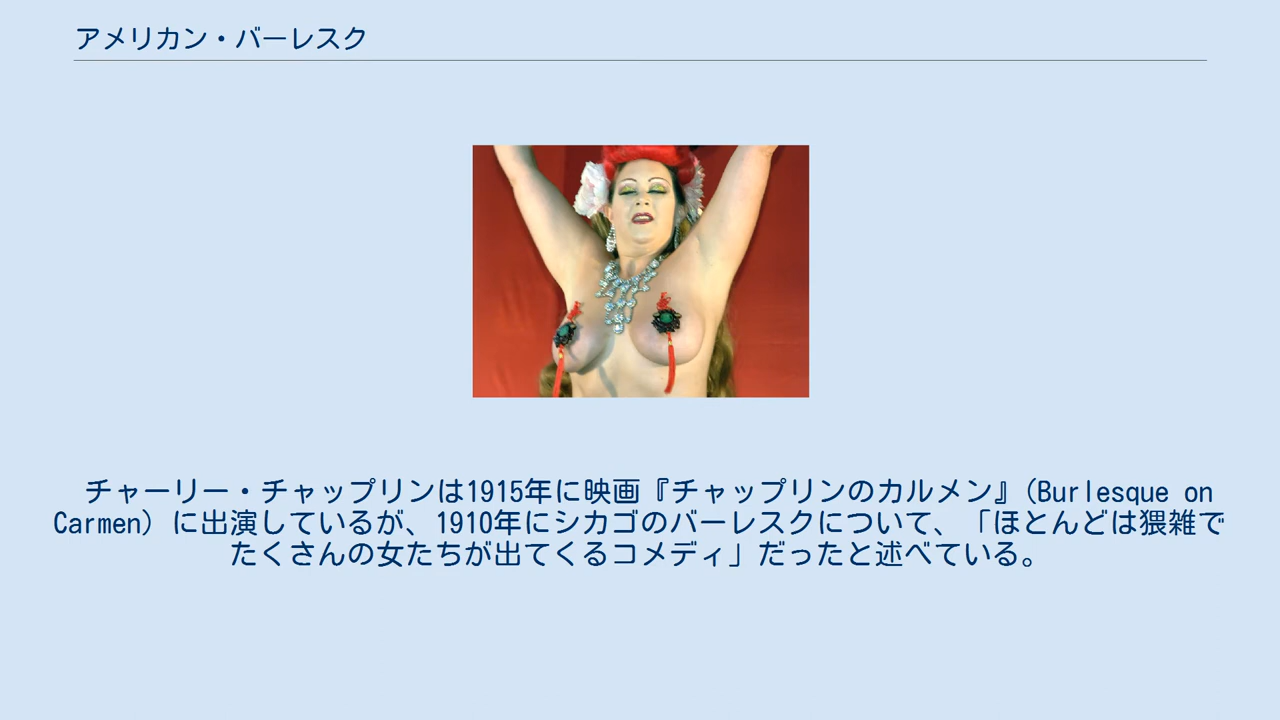 アメリカン・バーレスク
チャーリー・チャップリンは1915年に映画『チャップリンのカルメン』(Burlesque on
Carmen) に出演しているが、1910年にシカゴのバーレスクについて、「ほとんどは猥雑で
たくさんの女たちが出てくるコメディ」だったと述べている。